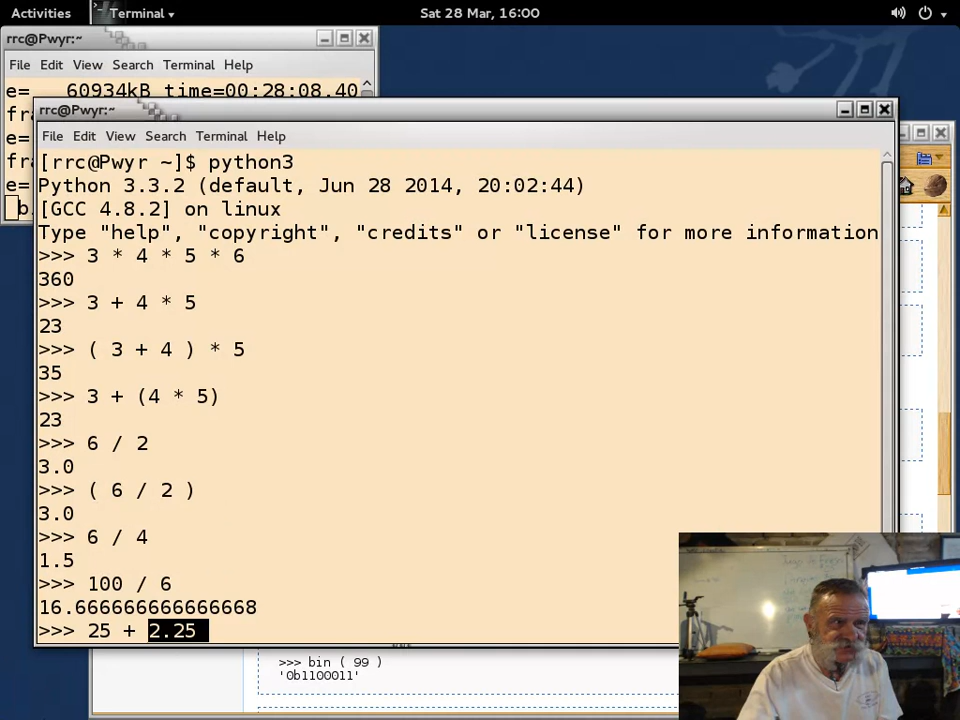 Activities
Terminal
Sat 28 Mar, 16:00
rrc@Pwyr:~
File Edit View Search Terminal Help
e= 60934kB time=00:28:08.40
fra
e=
fra
e=
rrc@Pwyr:~
File Edit View Search Terminal Help
[rrc@Pwyr ~]$ python3
Python 3.3.2 (default, Jun 28 2014, 20:02:44)
[GCC 4.8.2] on linux
Type "help", "copyright", "credits" or "license" for more information
>>> 3 * 4 * 5 * 6
360
>>> 3 + 4 * 5
23
>>> ( 3 + 4 ) * 5
35
>>> 3 + (4 * 5)
23
>>> 6 / 2
3.0
>>> ( 6 / 2 )
3.0
>>> 6 / 4
1.5
>>> 100 / 6
16.666666666666668
>>> 25 + 2.25
>>> bin ( 99 )
'0b1100011'